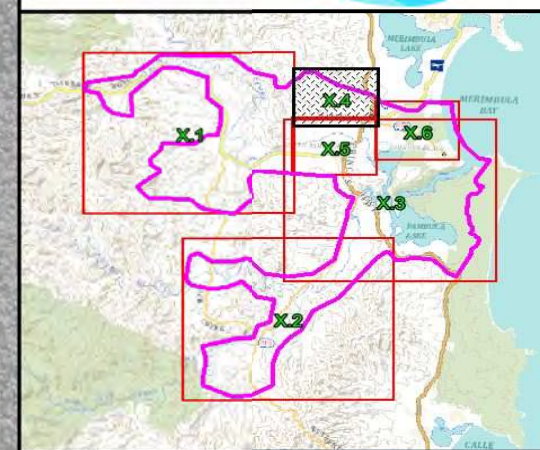 MERIMBULA
LAKE
MERIMBULA
BAY
X.4
X.1
X.6
X.5
X.3
PAMBULA
LAKE
X.2
CALLE